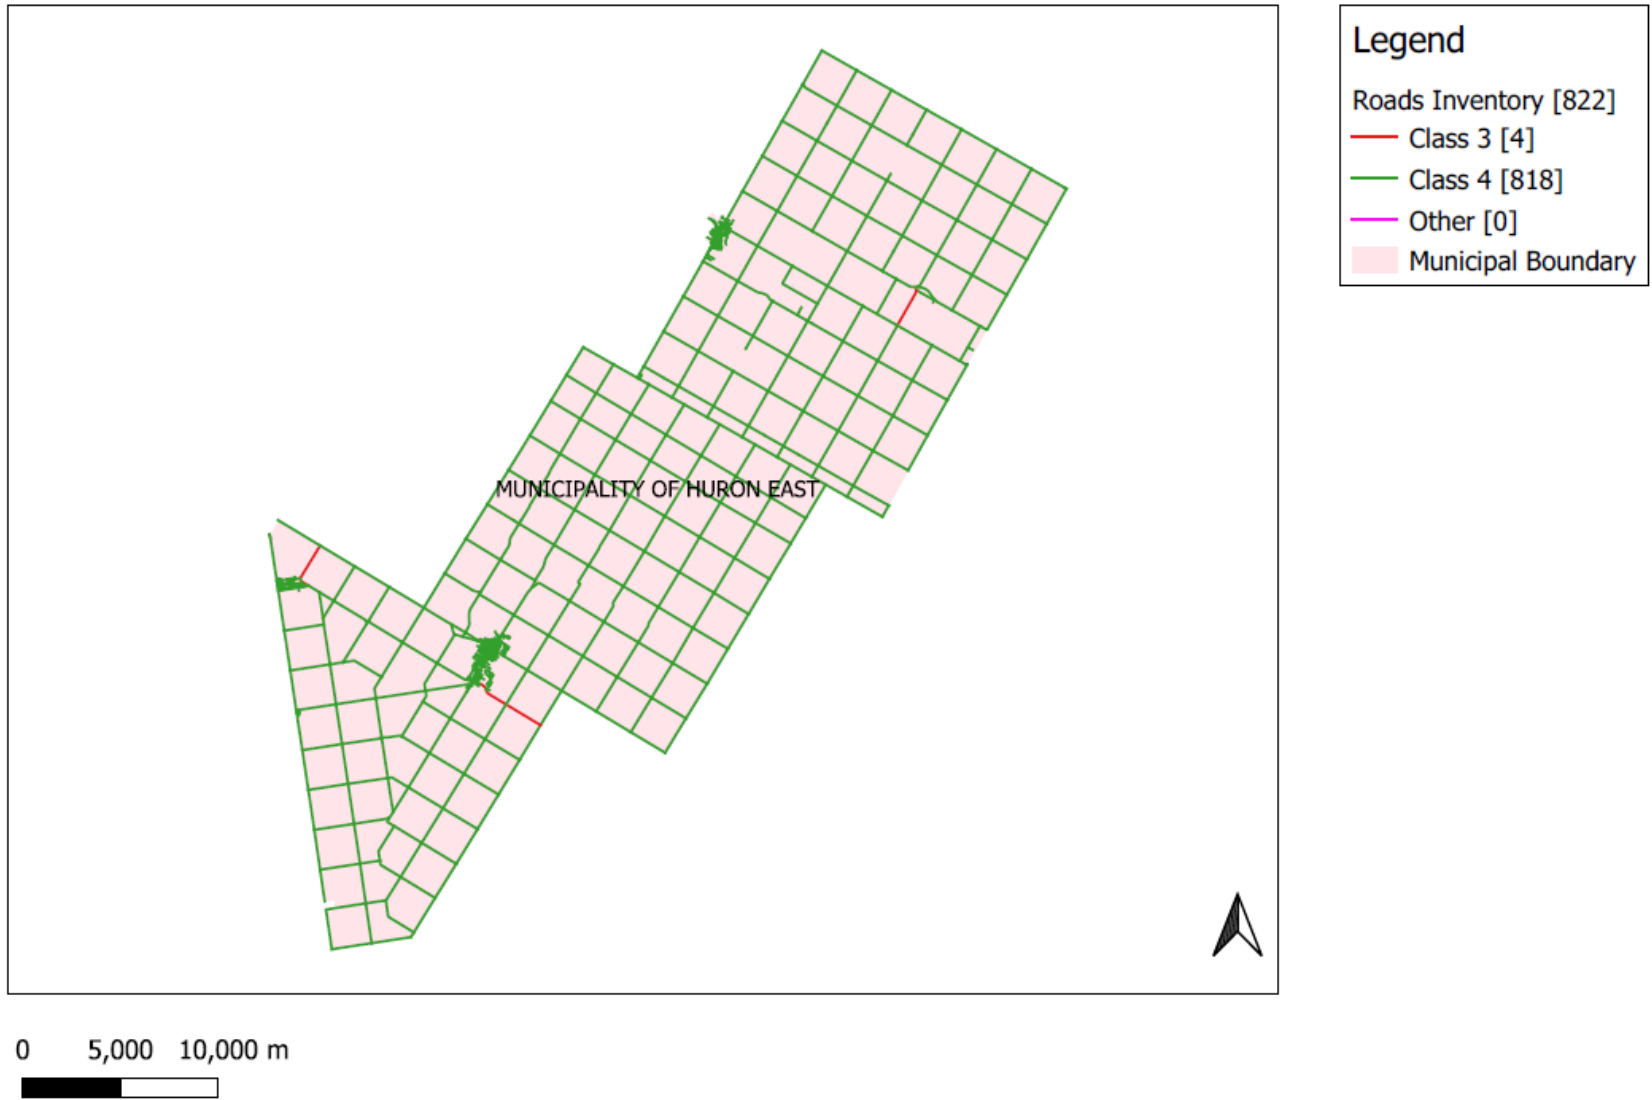 Legend
Roads Inventory [822]
Class 3 [4]
Class 4 [818]
Other [0]
Municipal Boundary
MUNICIPALITY OF HURON EAST
0 5,000 10,000 m